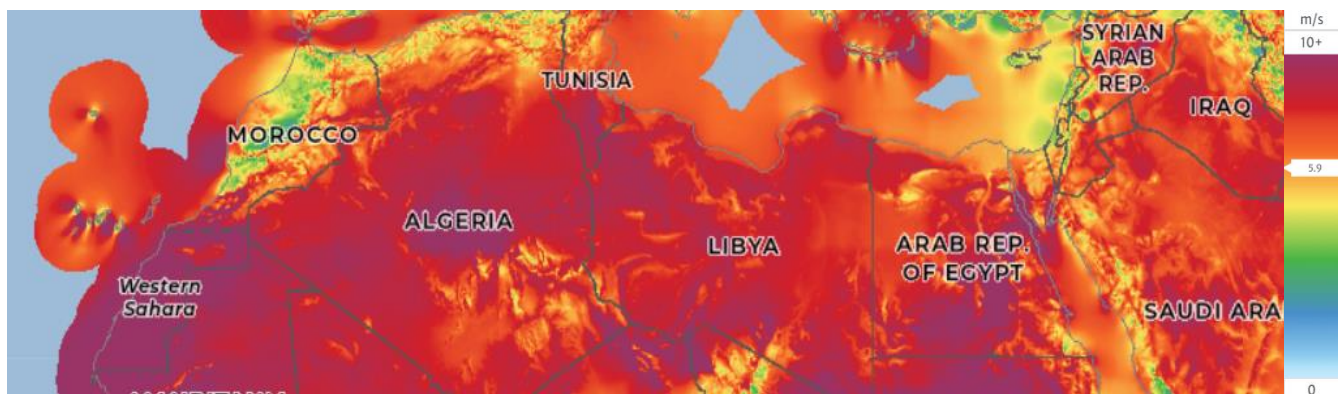 m/s
10+
SYRIAN
ARAB
REP.
TUNISIA
IRAQ
MOROCCO
5.9
ALGERIA
LIBYA
ARAB REP.
OF EGYPT
Western
Sahara
SAUDI ARA
0